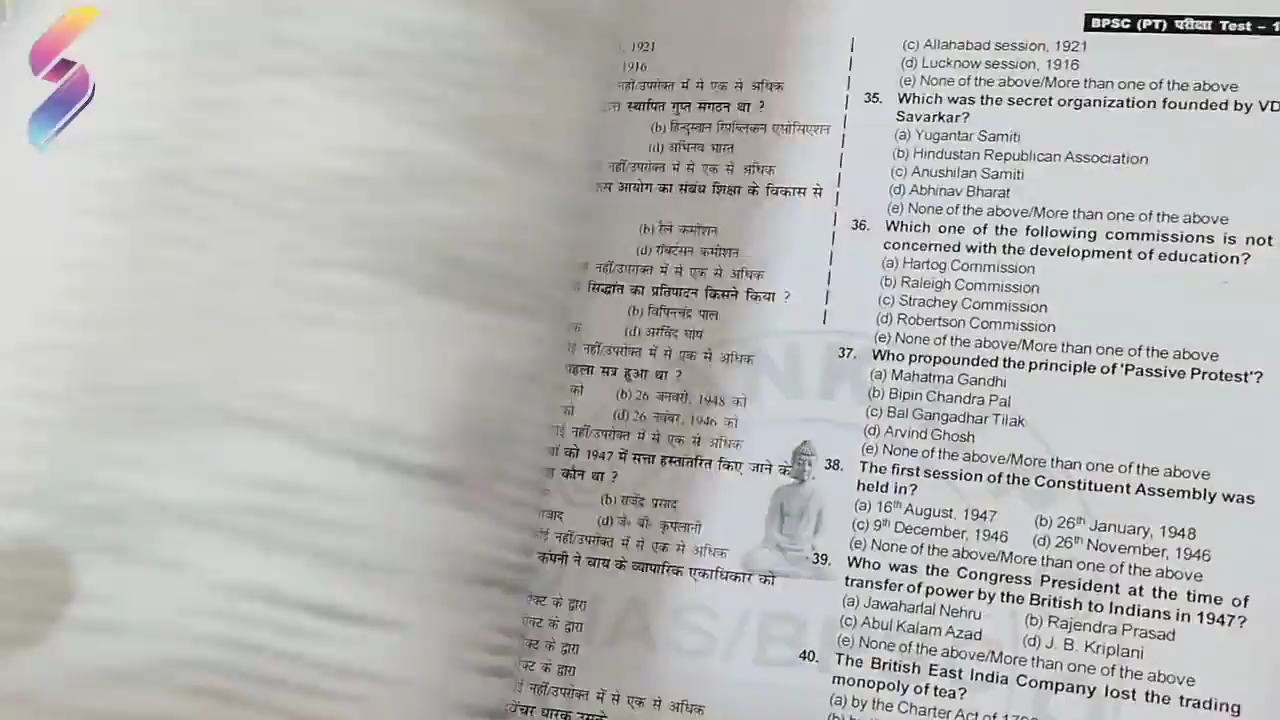 BPSC (PT) परीक्षा Test – 1
, 1921
1916
नहीं/उपरोक्त में से एक से अधिक
स्थापित गुप्त संगठन था ?
(b) हिन्दुस्तान रिपब्लिकन एसोसिएशन
(d) अभिनव भारत
नहीं/उपरोक्त में से एक से अधिक
आयोग का संबंध शिक्षा के विकास से
(b) रैले कमीशन
(d) रॉबर्टसन कमीशन
नहीं/उपरोक्त में से एक से अधिक
सिद्धांत का प्रतिपादन किसने किया ?
(b) विपिनचंद्र पाल
(d) अरविंद घोष
नहीं/उपरोक्त में से एक से अधिक
पहला सत्र हुआ था ?
को (b) 26 जनवरी, 1948 को
को (d) 26 नवंबर, 1946 को
नहीं/उपरोक्त में से एक से अधिक
को 1947 में सत्ता हस्तांतरित किए जाने के
कौन था ?
(b) राजेंद्र प्रसाद
(d) जे. बी. कृपलानी
नहीं/उपरोक्त में से एक से अधिक
कंपनी ने चाय के व्यापारिक एकाधिकार को
एक्ट के द्वारा
एक्ट के द्वारा
एक्ट के द्वारा
एक्ट के द्वारा
नहीं/उपरोक्त में से एक से अधिक
(c) Allahabad session, 1921
(d) Lucknow session, 1916
(e) None of the above/More than one of the above
35. Which was the secret organization founded by VD
Savarkar?
(a) Yugantar Samiti
(b) Hindustan Republican Association
(c) Anushilan Samiti
(d) Abhinav Bharat
(e) None of the above/More than one of the above
36. Which one of the following commissions is not
concerned with the development of education?
(a) Hartog Commission
(b) Raleigh Commission
(c) Strachey Commission
(d) Robertson Commission
(e) None of the above/More than one of the above
37. Who propounded the principle of 'Passive Protest'?
(a) Mahatma Gandhi
(b) Bipin Chandra Pal
(c) Bal Gangadhar Tilak
(d) Arvind Ghosh
(e) None of the above/More than one of the above
38. The first session of the Constituent Assembly was
held in?
(a) 16th August, 1947 (b) 26th January, 1948
(c) 9th December, 1946 (d) 26th November, 1946
(e) None of the above/More than one of the above
39. Who was the Congress President at the time of
transfer of power by the British to Indians in 1947?
(a) Jawaharlal Nehru (b) Rajendra Prasad
(c) Abul Kalam Azad (d) J. B. Kriplani
(e) None of the above/More than one of the above
40. The British East India Company lost the trading
monopoly of tea?
(a) by the Charter Act of